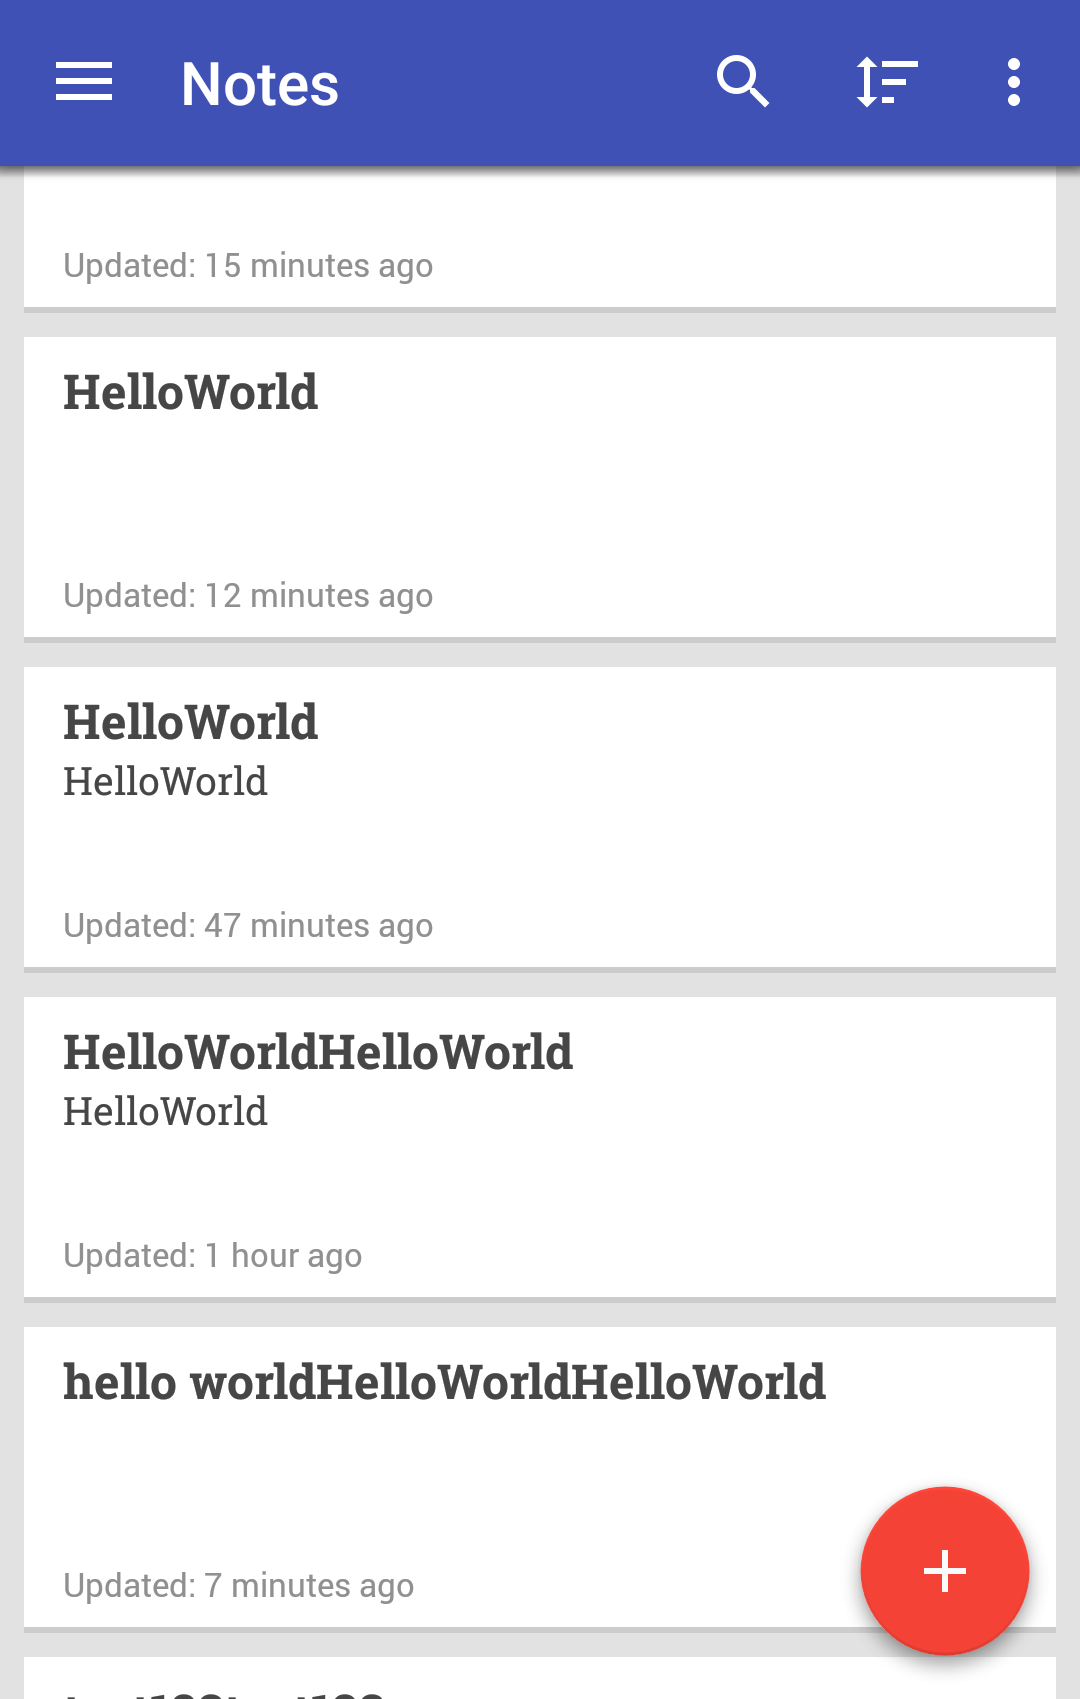 Notes
Updated: 15 minutes ago
HelloWorld
Updated: 12 minutes ago
HelloWorld
HelloWorld
Updated: 47 minutes ago
HelloWorldHelloWorld
HelloWorld
Updated: 1 hour ago
hello worldHelloWorldHelloWorld
Updated: 7 minutes ago